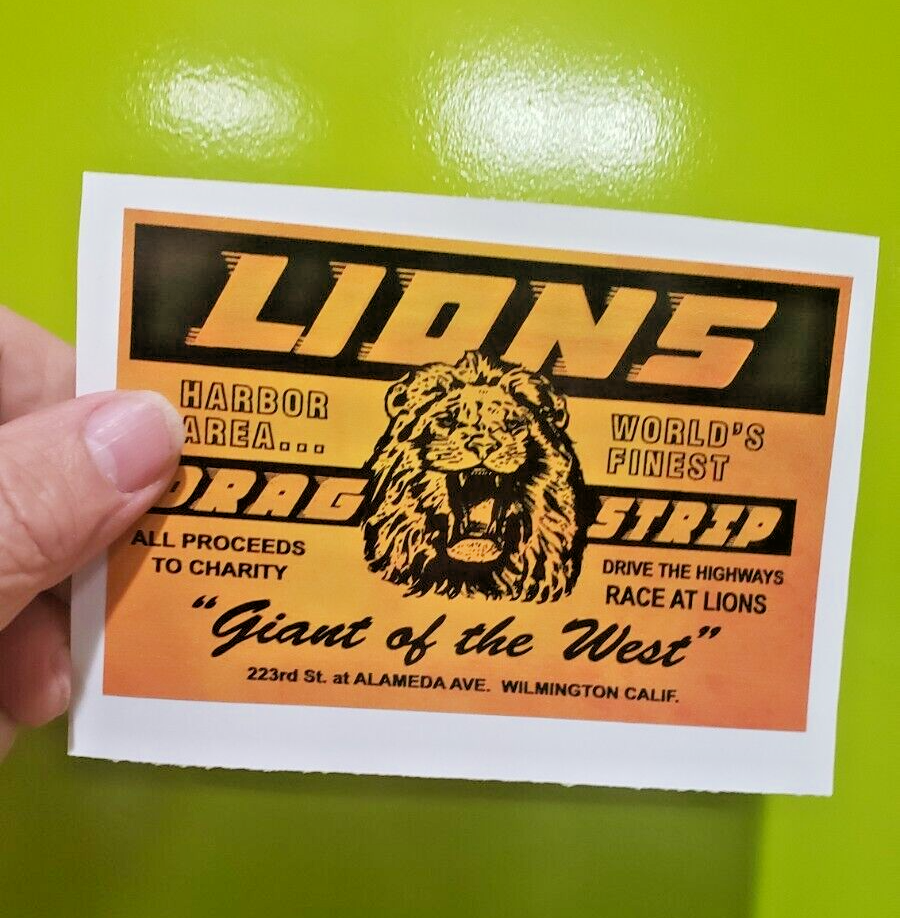 LIONS
HARBOR
AREA...
WORLD'S
FINEST
DRAG STRIP
ALL PROCEEDS
TO CHARITY
DRIVE THE HIGHWAYS
RACE AT LIONS
"Giant of the West"
223rd St. at ALAMEDA AVE. WILMINGTON CALIF.